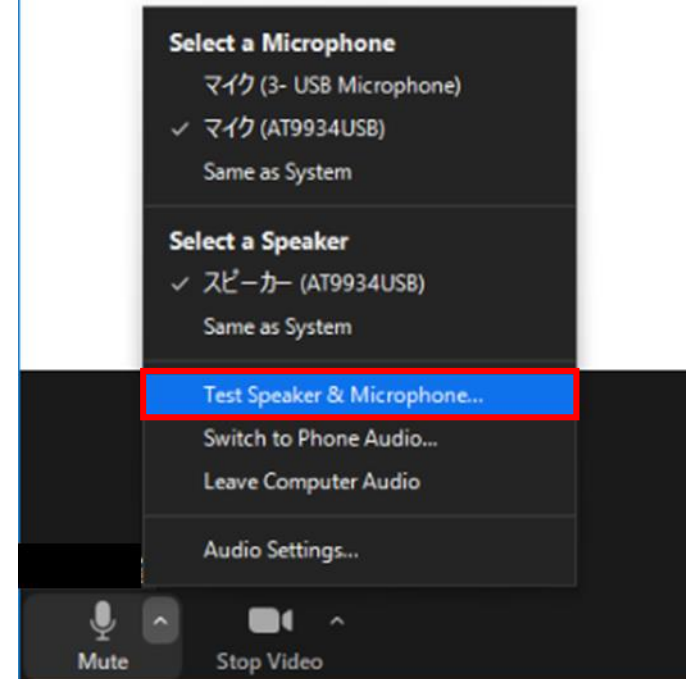 Select a Microphone
マイク (3- USB Microphone)
マイク (AT9934USB)
Same as System
Select a Speaker
スピーカー (AT9934USB)
Same as System
Test Speaker & Microphone...
Switch to Phone Audio...
Leave Computer Audio
Audio Settings...
Mute
Stop Video